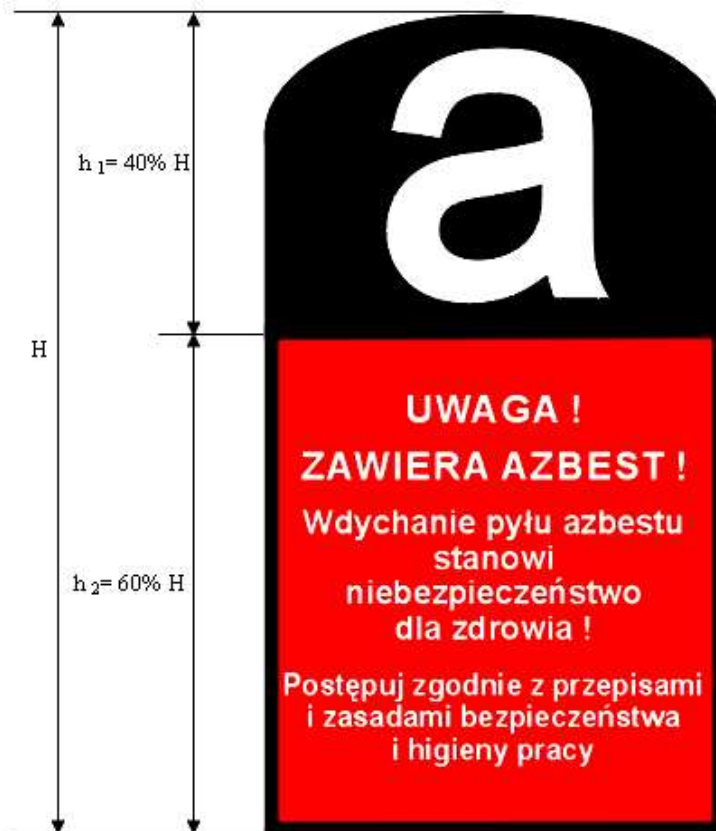 a
h 1= 40% H
H
h 2= 60% H
UWAGA !
ZAWIERA AZBEST !
Wdychanie pyłu azbestu
stanowi
niebezpieczeństwo
dla zdrowia !
Postępuj zgodnie z przepisami
i zasadami bezpieczeństwa
i higieny pracy